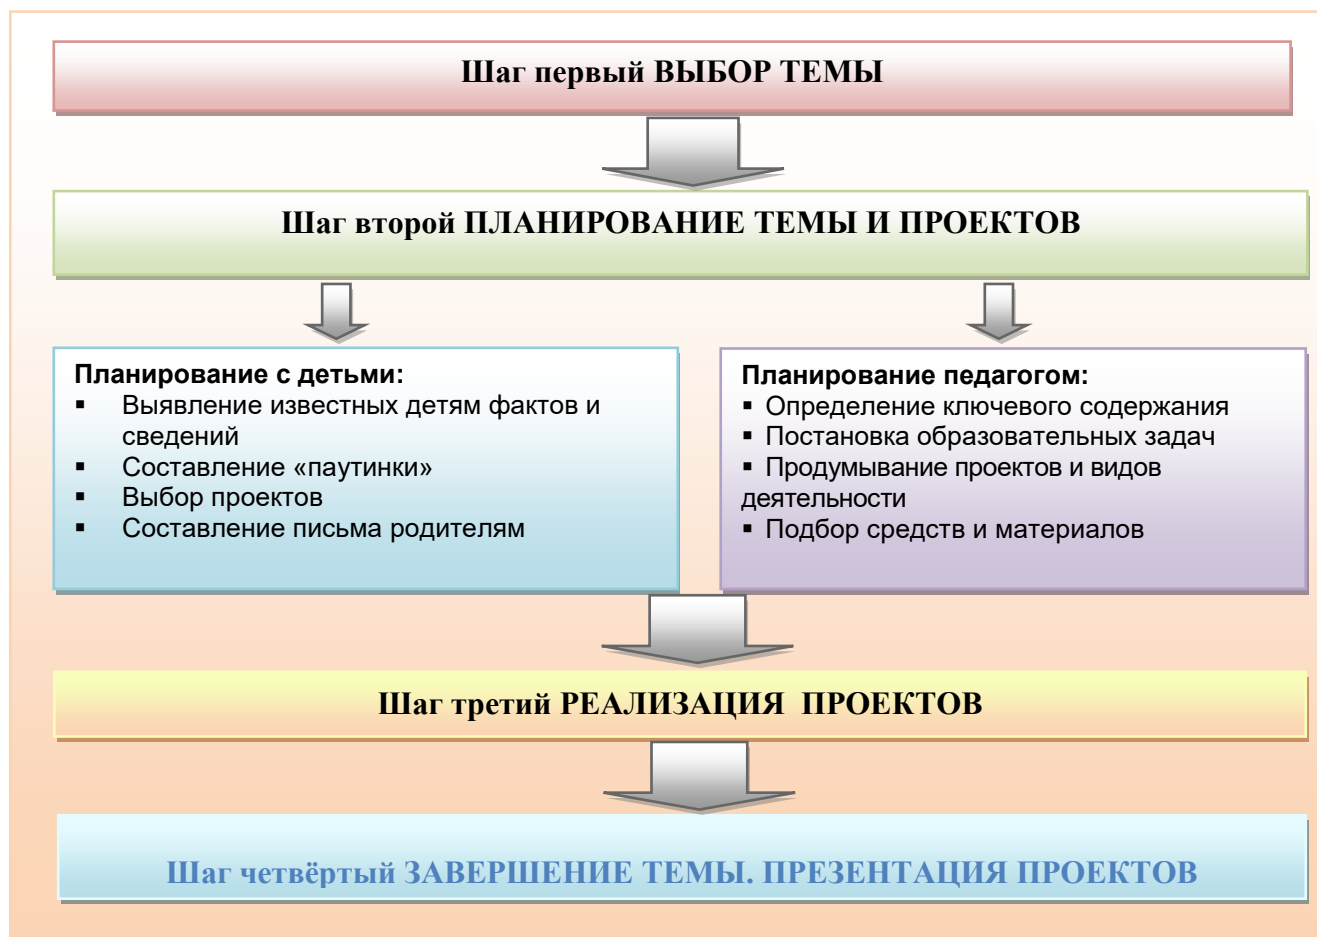 Шаг первый ВЫБОР ТЕМЫ
Шаг второй ПЛАНИРОВАНИЕ ТЕМЫ И ПРОЕКТОВ
Планирование с детьми:
▪ Выявление известных детям фактов и
сведений
▪ Составление «паутинки»
▪ Выбор проектов
▪ Составление письма родителям
Планирование педагогом:
▪ Определение ключевого содержания
▪ Постановка образовательных задач
▪ Продумывание проектов и видов
деятельности
▪ Подбор средств и материалов
Шаг третий РЕАЛИЗАЦИЯ ПРОЕКТОВ
Шаг четвёртый ЗАВЕРШЕНИЕ ТЕМЫ. ПРЕЗЕНТАЦИЯ ПРОЕКТОВ